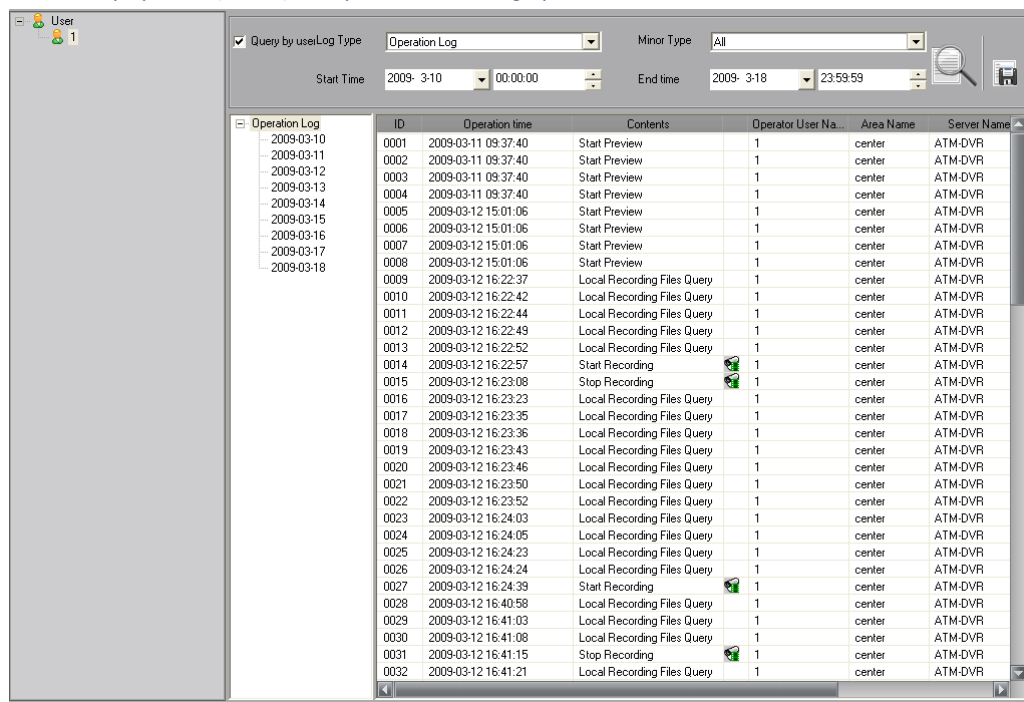 User
1
Query by user Log Type Operation Log Minor Type All
Start Time 2009- 3-10 00:00:00 End time 2009- 3-18 23:59:59
Operation Log
2009-03-10
2009-03-11
2009-03-12
2009-03-13
2009-03-14
2009-03-15
2009-03-16
2009-03-17
2009-03-18
ID Operation time Contents Operator User Na... Area Name Server Name
0001 2009-03-11 09:37:40 Start Preview 1 center ATM-DVR
0002 2009-03-11 09:37:40 Start Preview 1 center ATM-DVR
0003 2009-03-11 09:37:40 Start Preview 1 center ATM-DVR
0004 2009-03-11 09:37:40 Start Preview 1 center ATM-DVR
0005 2009-03-12 15:01:06 Start Preview 1 center ATM-DVR
0006 2009-03-12 15:01:06 Start Preview 1 center ATM-DVR
0007 2009-03-12 15:01:06 Start Preview 1 center ATM-DVR
0008 2009-03-12 15:01:06 Start Preview 1 center ATM-DVR
0009 2009-03-12 16:22:37 Local Recording Files Query 1 center ATM-DVR
0010 2009-03-12 16:22:42 Local Recording Files Query 1 center ATM-DVR
0011 2009-03-12 16:22:44 Local Recording Files Query 1 center ATM-DVR
0012 2009-03-12 16:22:49 Local Recording Files Query 1 center ATM-DVR
0013 2009-03-12 16:22:52 Local Recording Files Query 1 center ATM-DVR
0014 2009-03-12 16:22:57 Start Recording 1 center ATM-DVR
0015 2009-03-12 16:23:08 Stop Recording 1 center ATM-DVR
0016 2009-03-12 16:23:23 Local Recording Files Query 1 center ATM-DVR
0017 2009-03-12 16:23:35 Local Recording Files Query 1 center ATM-DVR
0018 2009-03-12 16:23:36 Local Recording Files Query 1 center ATM-DVR
0019 2009-03-12 16:23:43 Local Recording Files Query 1 center ATM-DVR
0020 2009-03-12 16:23:46 Local Recording Files Query 1 center ATM-DVR
0021 2009-03-12 16:23:50 Local Recording Files Query 1 center ATM-DVR
0022 2009-03-12 16:23:52 Local Recording Files Query 1 center ATM-DVR
0023 2009-03-12 16:24:03 Local Recording Files Query 1 center ATM-DVR
0024 2009-03-12 16:24:05 Local Recording Files Query 1 center ATM-DVR
0025 2009-03-12 16:24:23 Local Recording Files Query 1 center ATM-DVR
0026 2009-03-12 16:24:24 Local Recording Files Query 1 center ATM-DVR
0027 2009-03-12 16:24:39 Start Recording 1 center ATM-DVR
0028 2009-03-12 16:40:58 Local Recording Files Query 1 center ATM-DVR
0029 2009-03-12 16:41:03 Local Recording Files Query 1 center ATM-DVR
0030 2009-03-12 16:41:08 Local Recording Files Query 1 center ATM-DVR
0031 2009-03-12 16:41:15 Stop Recording 1 center ATM-DVR
0032 2009-03-12 16:41:21 Local Recording Files Query 1 center ATM-DVR